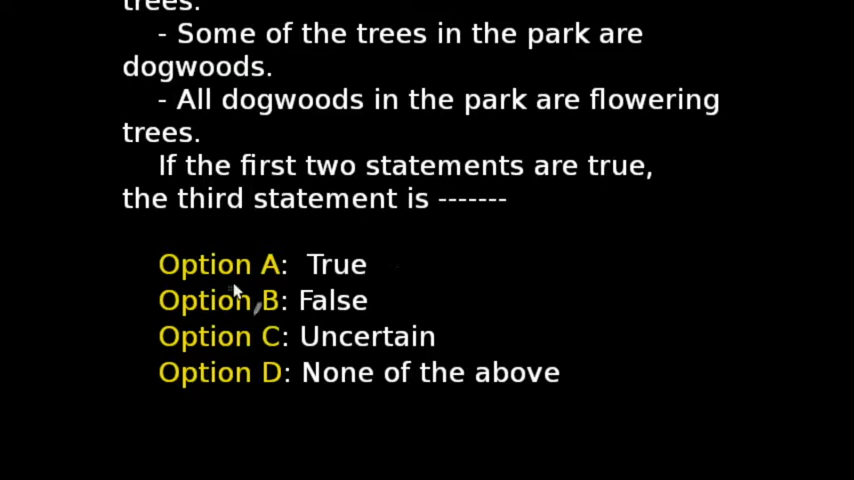 trees.
- Some of the trees in the park are
dogwoods.
- All dogwoods in the park are flowering
trees.
If the first two statements are true,
the third statement is -------
Option A:  True
Option B: False
Option C: Uncertain
Option D: None of the above